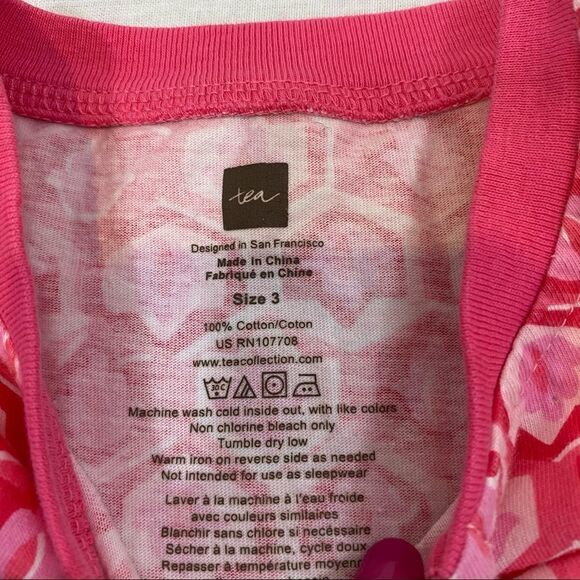 tea
Designed in San Francisco
Made In China
Fabriqué en Chine
Size 3
100% Cotton/Coton
US RN107708
www.teacollection.com
30 C
Machine wash cold inside out, with like colors
Non chlorine bleach only
Tumble dry low
Warm iron on reverse side as needed
Not intended for use as sleepwear
Laver à la machine à l'eau froide
avec couleurs similaires
Blanchir sans chlore si nécéssaire
Sécher à la machine, cycle doux
Repasser à température moyenn